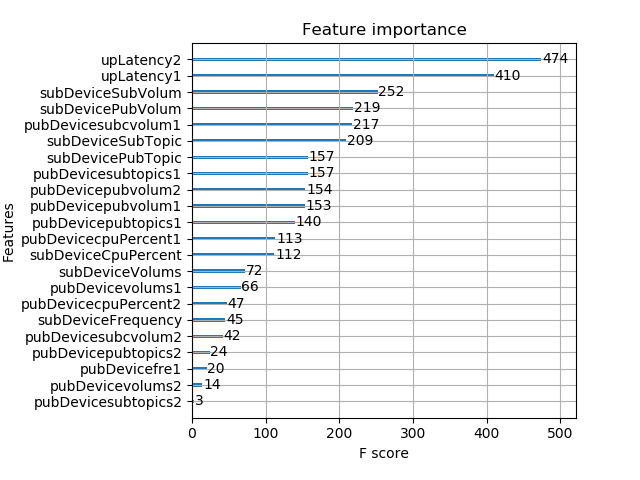 Feature importance
upLatency2 474
upLatency1 410
subDeviceSubVolum 252
subDevicePubVolum 219
pubDevicesubcvolum1 217
subDeviceSubTopic 209
subDevicePubTopic 157
pubDevicesubtopics1 157
pubDevicepubvolum2 154
pubDevicepubvolum1 153
pubDevicepubtopics1 140
pubDevicecpuPercent1 113
subDeviceCpuPercent 112
subDeviceVolums 72
pubDevicevolums1 66
pubDevicecpuPercent2 47
subDeviceFrequency 45
pubDevicesubcvolum2 42
pubDevicepubtopics2 24
pubDevicefre1 20
pubDevicevolums2 14
pubDevicesubtopics2 3
0 100 200 300 400 500
F score
Features